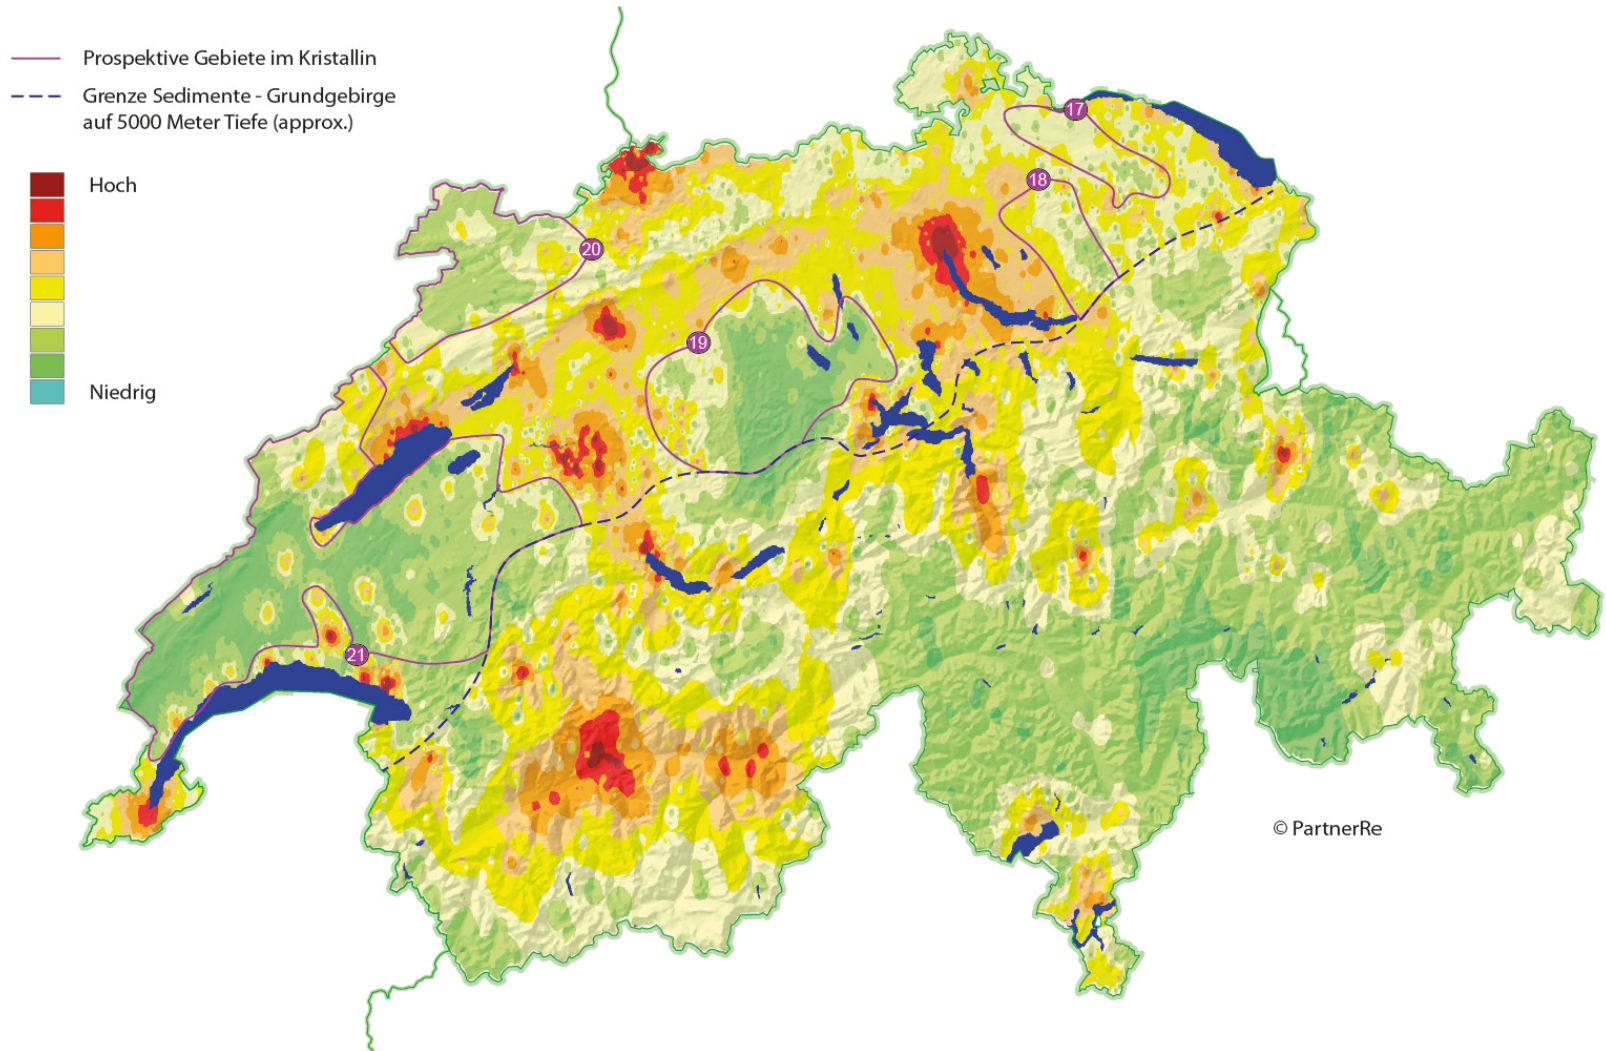 Prospektive Gebiete im Kristallin
Grenze Sedimente - Grundgebirge
auf 5000 Meter Tiefe (approx.)
Hoch
Niedrig
17
18
20
19
21
© PartnerRe